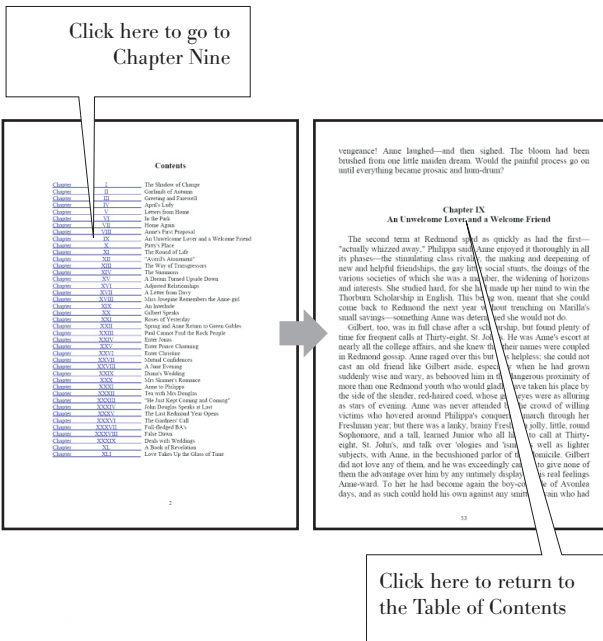 Click here to go to
Chapter Nine
Contents
Chapter I The Shadow of Change
Chapter II Garlands of Autumn
Chapter III Greeting and Farewell
Chapter IV April's Lady
Chapter V Letters from Home
Chapter VI In the Park
Chapter VII Home Again
Chapter VIII Anne's First Proposal
Chapter IX An Unwelcome Lover and a Welcome Friend
Chapter X Patty's Place
Chapter XI The Round of Life
Chapter XII "Averil's Atonement"
Chapter XIII The Way of Transgressors
Chapter XIV The Summons
Chapter XV A Dream Turned Upside Down
Chapter XVI Adjusted Relationships
Chapter XVII A Letter from Davy
Chapter XVIII Miss Josepine Remembers the Anne-girl
Chapter XIX An Interlude
Chapter XX Gilbert Speaks
Chapter XXI Roses of Yesterday
Chapter XXII Spring and Anne Return to Green Gables
Chapter XXIII Paul Cannot Find the Rock People
Chapter XXIV Enter Jonas
Chapter XXV Enter Prince Charming
Chapter XXVI Enter Christine
Chapter XXVII Mutual Confidences
Chapter XXVIII A June Evening
Chapter XXIX Diana's Wedding
Chapter XXX Mrs Skinner's Romance
Chapter XXXI Anne to Philippa
Chapter XXXII Tea with Mrs Douglas
Chapter XXXIII "He Just Kept Coming and Coming"
Chapter XXXIV John Douglas Speaks at Last
Chapter XXXV The Last Redmond Year Opens
Chapter XXXVI The Gardners' Call
Chapter XXXVII Full-fledged BA's
Chapter XXXVIII False Dawn
Chapter XXXIX Deals with Weddings
Chapter XL A Book of Revelation
Chapter XLI Love Takes Up the Glass of Time
2
vengeance! Anne laughed—and then sighed. The bloom had been
brushed from one little maiden dream. Would the painful process go on
until everything became prosaic and hum-drum?
Chapter IX
An Unwelcome Lover and a Welcome Friend
The second term at Redmond sped as quickly as had the first—
"actually whizzed away," Philippa said. Anne enjoyed it thoroughly in all
its phases—the stimulating class rivalry, the making and deepening of
new and helpful friendships, the gay little social stunts, the doings of the
various societies of which she was a member, the widening of horizons
and interests. She studied hard, for she had made up her mind to win the
Thorburn Scholarship in English. This being won, meant that she could
come back to Redmond the next year without trenching on Marilla's
small savings—something Anne was determined she would not do.
Gilbert, too, was in full chase after a scholarship, but found plenty of
time for frequent calls at Thirty-eight, St. John's. He was Anne's escort at
nearly all the college affairs, and she knew that their names were coupled
in Redmond gossip. Anne raged over this but was helpless; she could not
cast an old friend like Gilbert aside, especially when he had grown
suddenly wise and wary, as behooved him in the dangerous proximity of
more than one Redmond youth who would gladly have taken his place by
the side of the slender, red-haired coed, whose gray eyes were as alluring
as stars of evening. Anne was never attended by the crowd of willing
victims who hovered around Philippa's conquering march through her
Freshman year; but there was a lanky, brainy Freshie, a jolly, little, round
Sophomore, and a tall, learned Junior who all liked to call at Thirty-
eight, St. John's, and talk over 'ologies and 'isms, as well as lighter
subjects, with Anne, in the becushioned parlor of that domicile. Gilbert
did not love any of them, and he was exceedingly careful to give none of
them the advantage over him by any untimely display of his real feelings
Anne-ward. To her he had become again the boy-comrade of Avonlea
days, and as such could hold his own against any smitten swain who had
53
Click here to return to
the Table of Contents